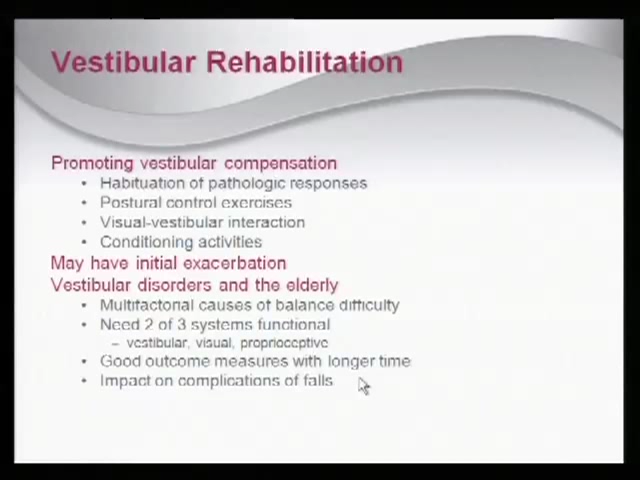 Vestibular Rehabilitation
Promoting vestibular compensation
• Habituation of pathologic responses
• Postural control exercises
• Visual-vestibular interaction
• Conditioning activities
May have initial exacerbation
Vestibular disorders and the elderly
• Multifactorial causes of balance difficulty
• Need 2 of 3 systems functional
– vestibular, visual, proprioceptive
• Good outcome measures with longer time
• Impact on complications of falls